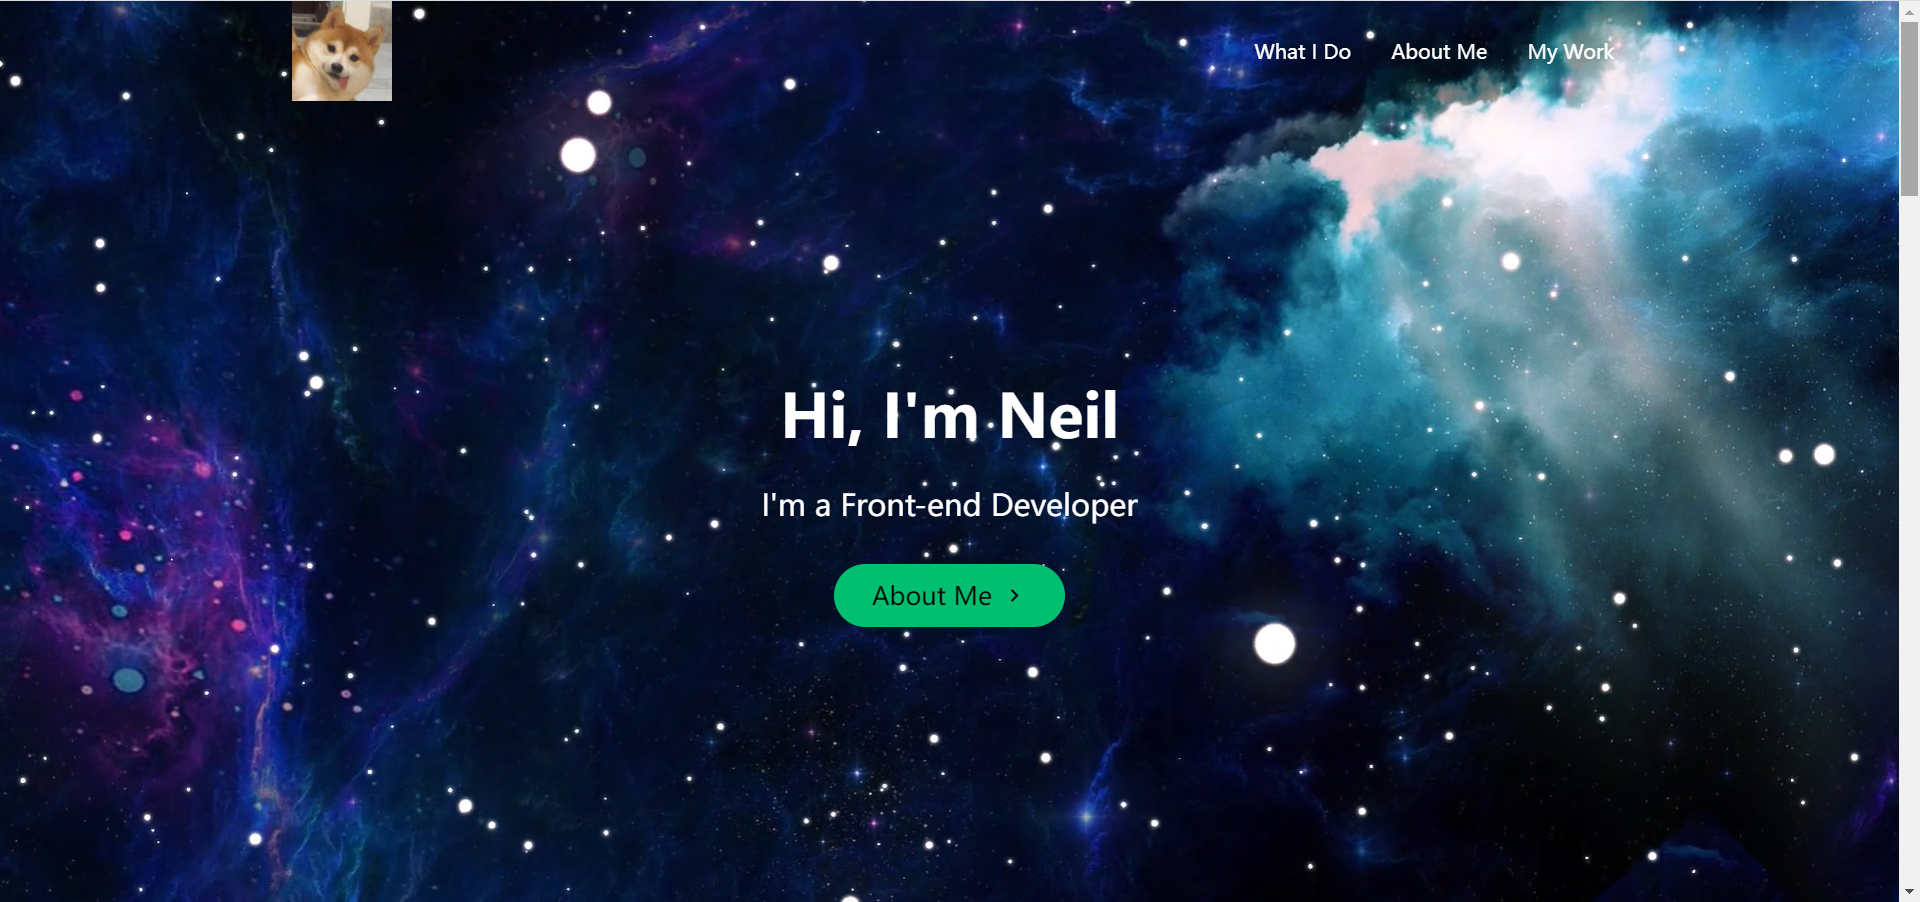 What I Do
About Me
My Work
Hi, I'm Neil
I'm a Front-end Developer
About Me